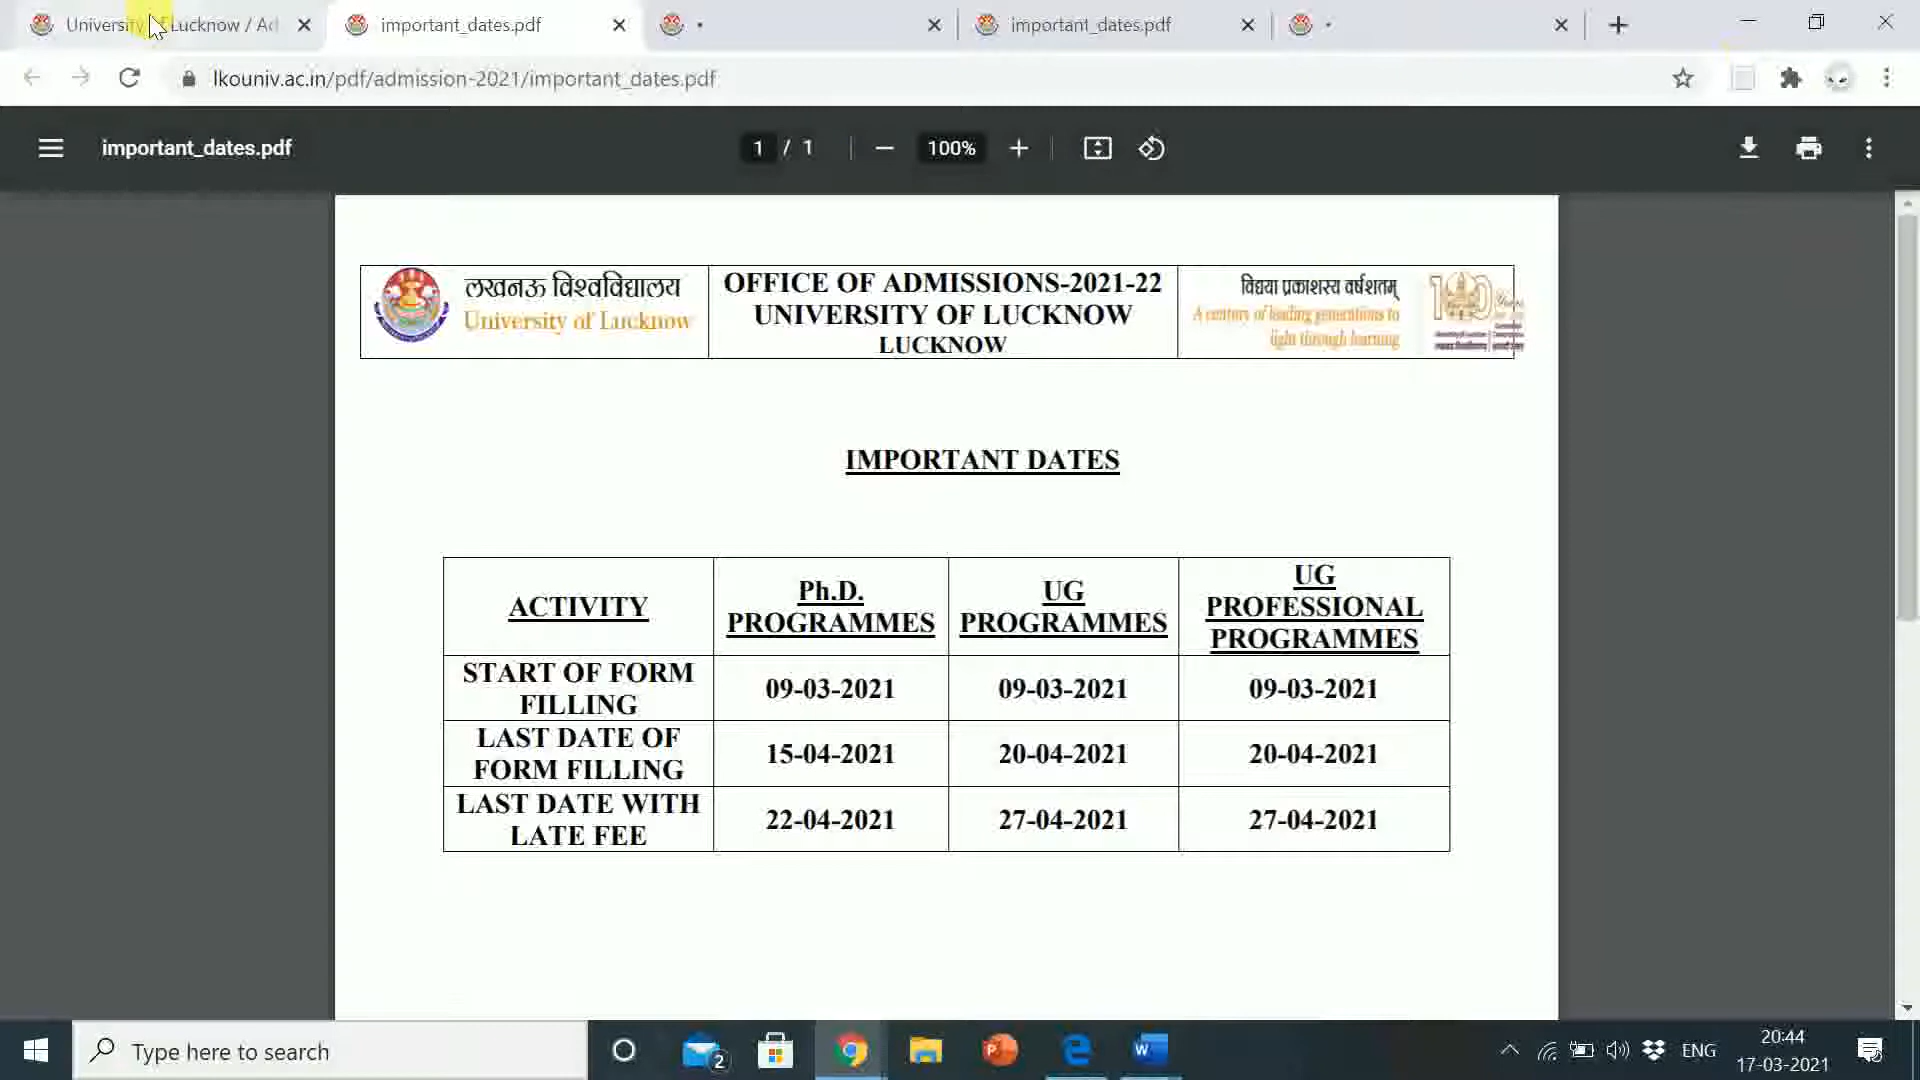 University of Lucknow / Ad
important_dates.pdf
important_dates.pdf
lkouniv.ac.in/pdf/admission-2021/important_dates.pdf
important_dates.pdf
1 / 1
100%
लखनऊ विश्वविद्यालय
University of Lucknow
OFFICE OF ADMISSIONS-2021-22
UNIVERSITY OF LUCKNOW
LUCKNOW
विद्यया प्रकाशस्य वर्षशतम्
A century of leading generations to
light through learning
100 Years
IMPORTANT DATES
ACTIVITY
Ph.D.
PROGRAMMES
UG
PROGRAMMES
UG
PROFESSIONAL
PROGRAMMES
START OF FORM
FILLING
09-03-2021
09-03-2021
09-03-2021
LAST DATE OF
FORM FILLING
15-04-2021
20-04-2021
20-04-2021
LAST DATE WITH
LATE FEE
22-04-2021
27-04-2021
27-04-2021
Type here to search
2
ENG
20:44
17-03-2021